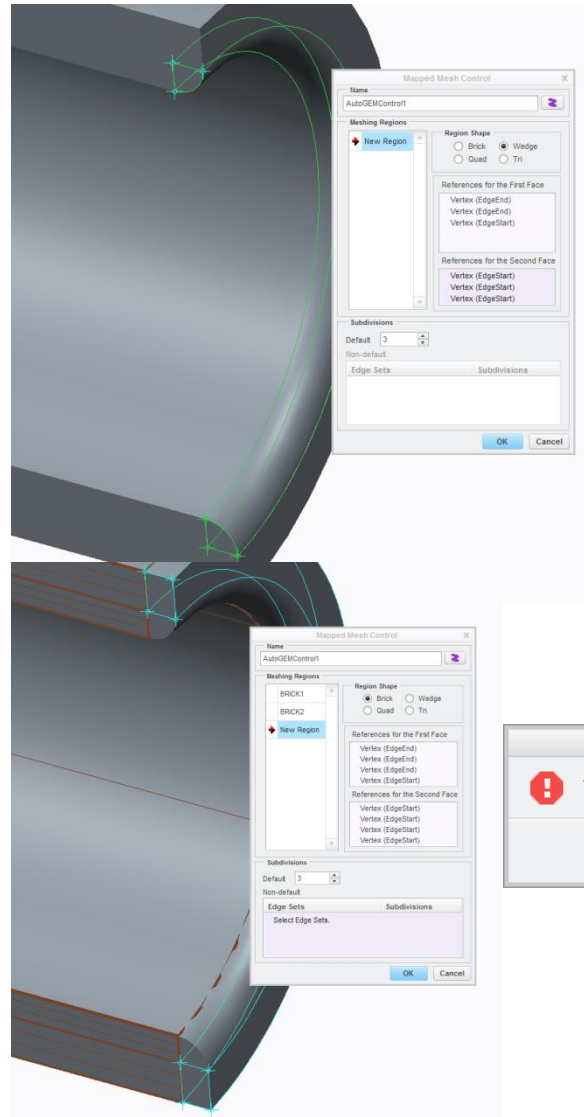 Mapped Mesh Control
Name
AutoGEMControl1
Meshing Regions
New Region
Region Shape
Brick
Wedge
Quad
Tri
References for the First Face
Vertex (EdgeEnd)
Vertex (EdgeEnd)
Vertex (EdgeStart)
References for the Second Face
Vertex (EdgeStart)
Vertex (EdgeStart)
Vertex (EdgeStart)
Subdivisions
Default 3
Non-default
Edge Sets Subdivisions
OK Cancel
Mapped Mesh Control
Name
AutoGEMControl1
Meshing Regions
BRICK1
BRICK2
New Region
Region Shape
Brick
Wedge
Quad
Tri
References for the First Face
Vertex (EdgeEnd)
Vertex (EdgeEnd)
Vertex (EdgeEnd)
Vertex (EdgeStart)
References for the Second Face
Vertex (EdgeStart)
Vertex (EdgeStart)
Vertex (EdgeStart)
Vertex (EdgeStart)
Subdivisions
Default 3
Non-default
Edge Sets Subdivisions
Select Edge Sets.
OK Cancel